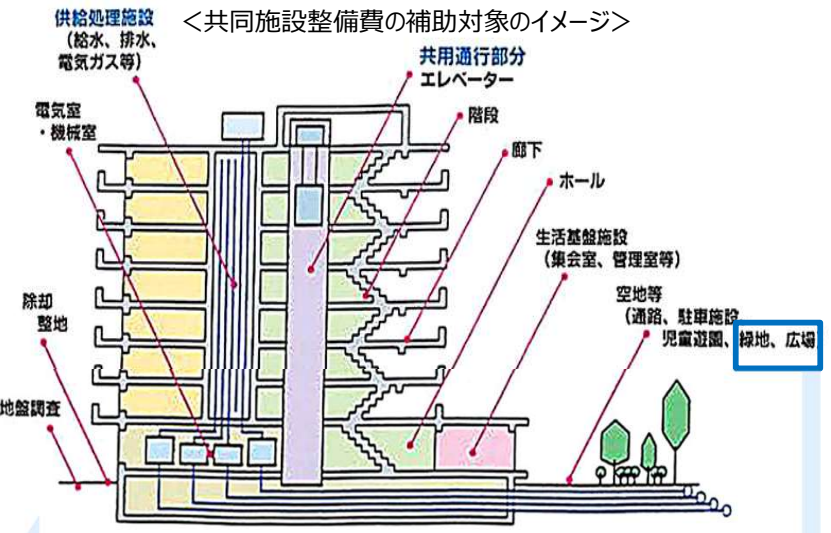 ＜共同施設整備費の補助対象のイメージ＞
供給処理施設
（給水、排水、
電気ガス等）
共用通行部分
エレベーター
電気室
・機械室
階段
廊下
ホール
生活基盤施設
（集会室、管理室等）
空地等
（通路、駐車施設
児童遊園、緑地、広場
除却
整地
地盤調査